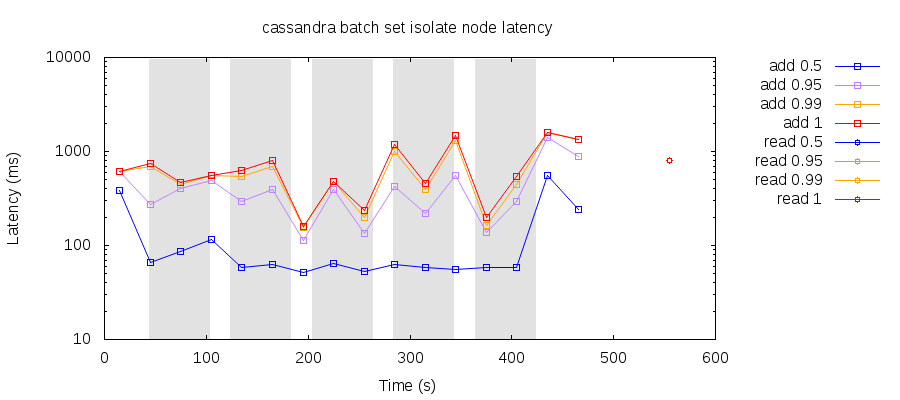 cassandra batch set isolate node latency
Latency (ms)
10000
1000
100
10
0 100 200 300 400 500 600
Time (s)
add 0.5
add 0.95
add 0.99
add 1
read 0.5
read 0.95
read 0.99
read 1